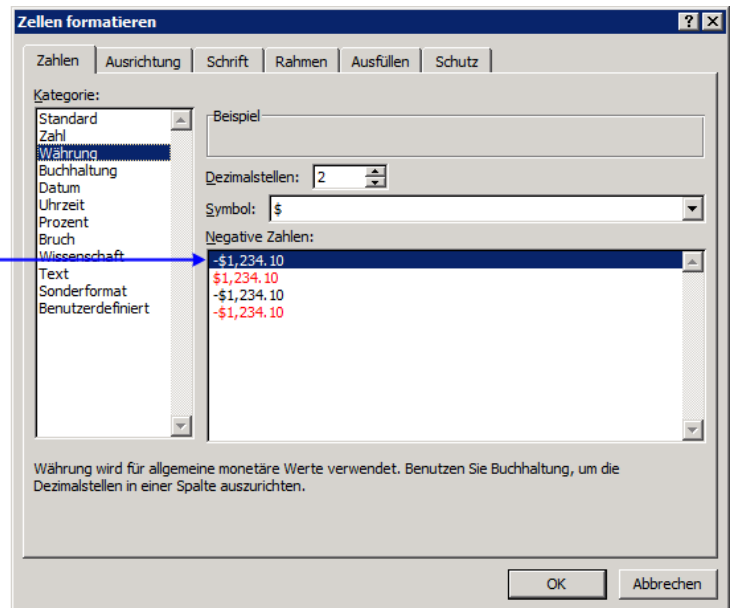 Zellen formatieren
Zahlen Ausrichtung Schrift Rahmen Ausfüllen Schutz
Kategorie:
Standard
Zahl
Währung
Buchhaltung
Datum
Uhrzeit
Prozent
Bruch
Wissenschaft
Text
Sonderformat
Benutzerdefiniert
Beispiel
Dezimalstellen: 2
Symbol: $
Negative Zahlen:
-$1,234.10
$1,234.10
-$1,234.10
-$1,234.10
Währung wird für allgemeine monetäre Werte verwendet. Benutzen Sie Buchhaltung, um die
Dezimalstellen in einer Spalte auszurichten.
OK Abbrechen